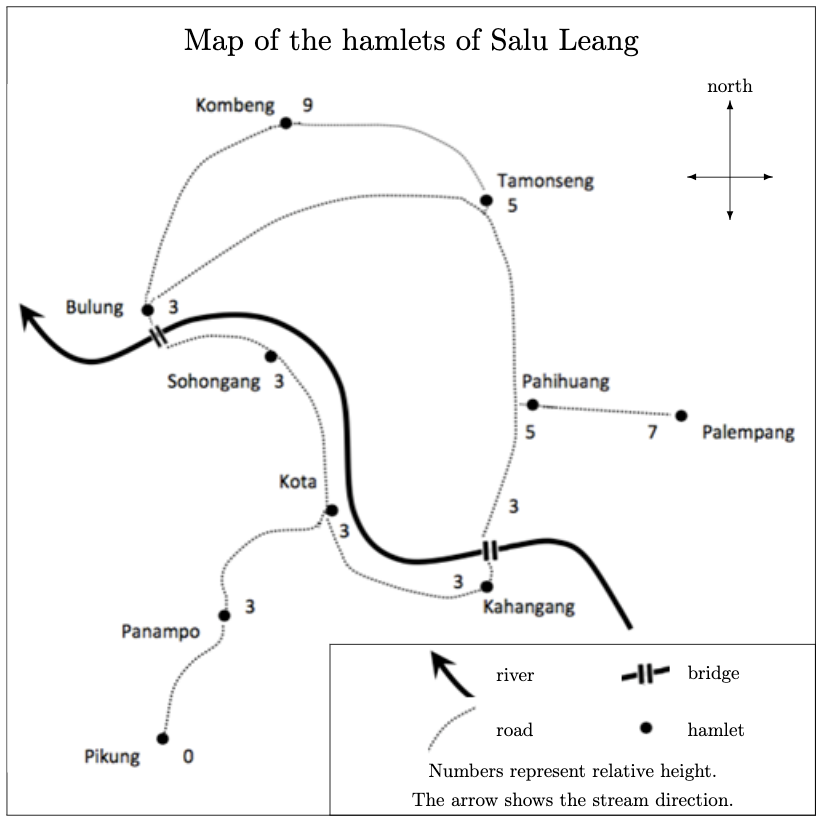 Map of the hamlets of Salu Leang
north
Kombeng 9
Tamonseng
5
Bulung 3
Sohongang 3
Pahihuang
5
7 Palempang
Kota
3
3
3
Kahangang
Panampo 3
Pikung 0
river
bridge
road
hamlet
Numbers represent relative height.
The arrow shows the stream direction.